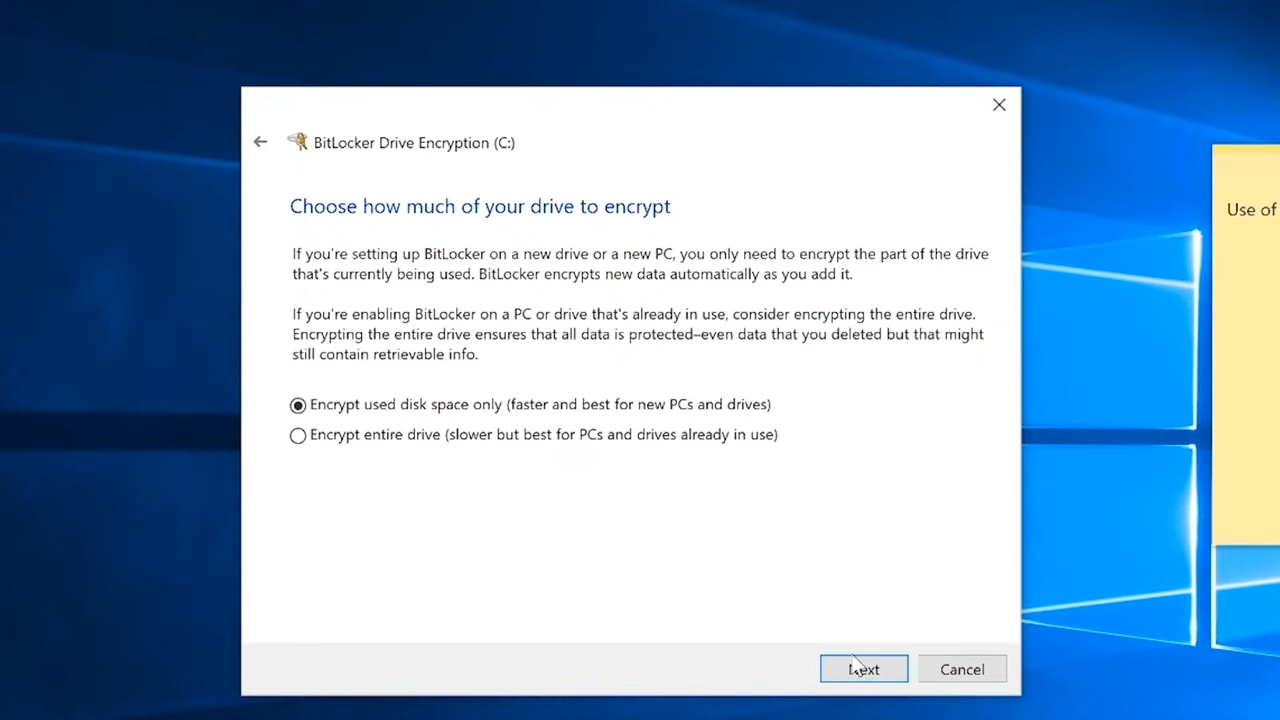 BitLocker Drive Encryption (C:)
Choose how much of your drive to encrypt
If you're setting up BitLocker on a new drive or a new PC, you only need to encrypt the part of the drive
that's currently being used. BitLocker encrypts new data automatically as you add it.
If you're enabling BitLocker on a PC or drive that's already in use, consider encrypting the entire drive.
Encrypting the entire drive ensures that all data is protected–even data that you deleted but that might
still contain retrievable info.
Encrypt used disk space only (faster and best for new PCs and drives)
Encrypt entire drive (slower but best for PCs and drives already in use)
Next Cancel
Use of